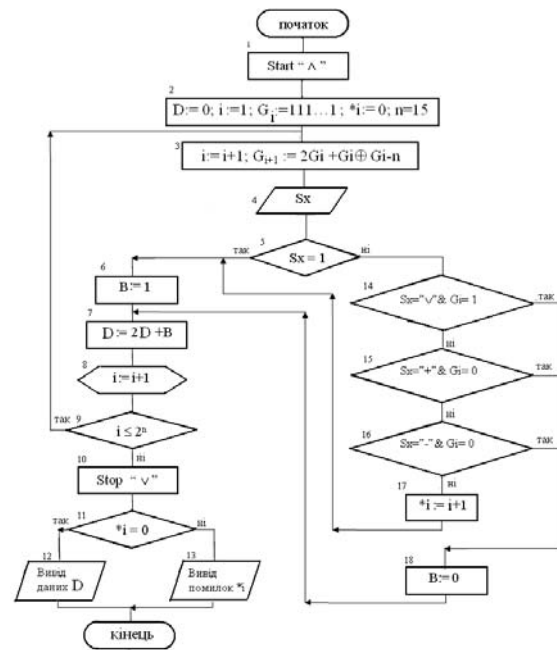 початок
1
Start “ ∧ ”
2
D:= 0; i :=1; Gi:=111…1 ; *i:= 0; n=15
3
i:= i+1; Gi+1 := 2Gi +Gi⊕ Gi-n
4
Sx
5
так
ні
Sx = 1
6
B:= 1
7
D:= 2D +B
8
i:= i+1
так
9
i ≤ 2ⁿ
ні
10
Stop “ ∨ ”
так
11
ні
*i = 0
12
Вивід
даних D
13
Вивід
помилок *i
кінець
14
Sx="∨"& Gi= 1
так
ні
15
Sx="+"& Gi= 0
так
ні
16
Sx="-"& Gi= 0
так
ні
17
*i := i+1
18
B:= 0